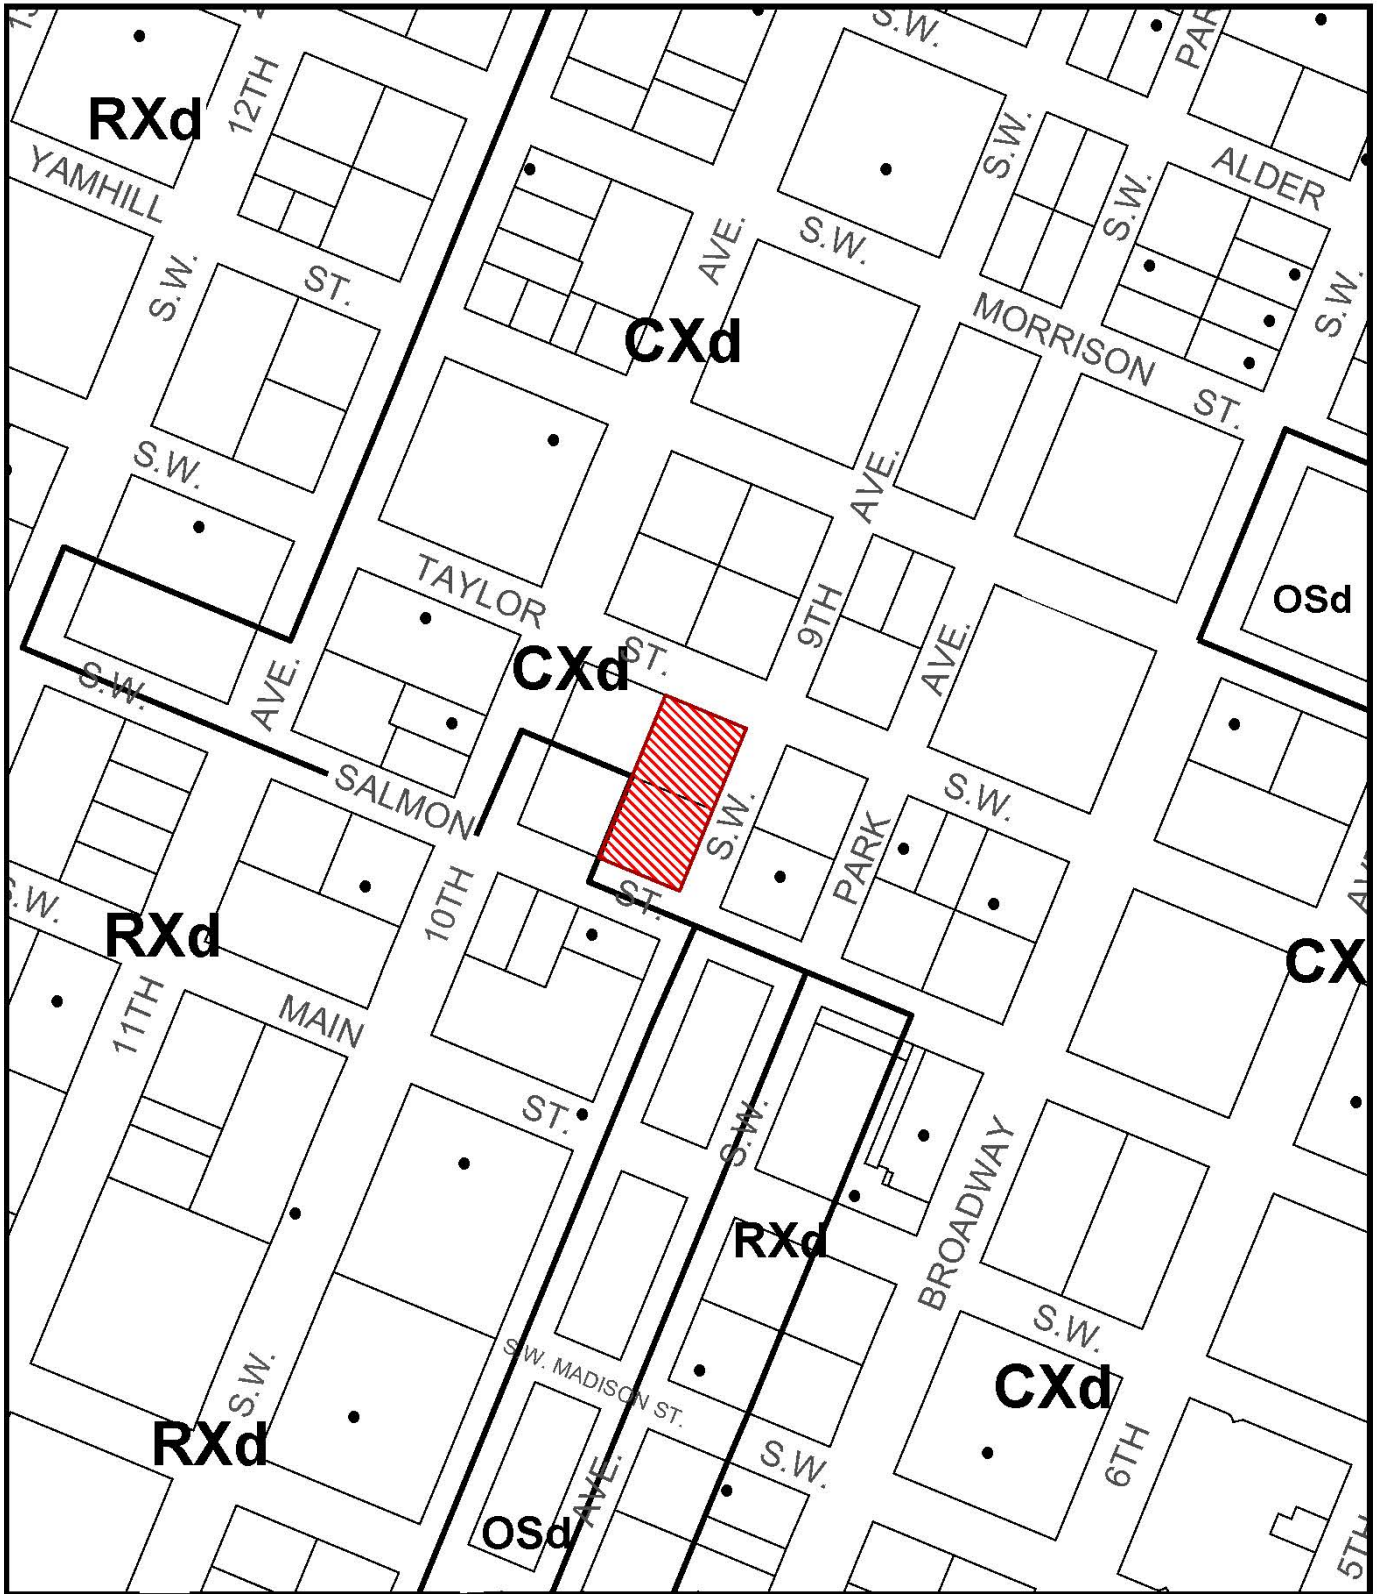 S.W.
12TH
RXd
ALDER
YAMHILL
S.W.
S.W.
S.W.
AVE.
S.W.
ST.
S.W.
MORRISON
CXd
ST.
S.W.
AVE.
TAYLOR
OSd
9TH
CXd
ST.
AVE.
S.W.
AVE.
SALMON
S.W.
S.W.
PARK
10TH
ST.
S.W.
RXd
CX
11TH
MAIN
ST.
S.W.
BROADWAY
RXd
S.W.
S.W. MADISON ST.
CXd
S.W.
RXd
S.W.
6TH
AVE.
OSd
5TH